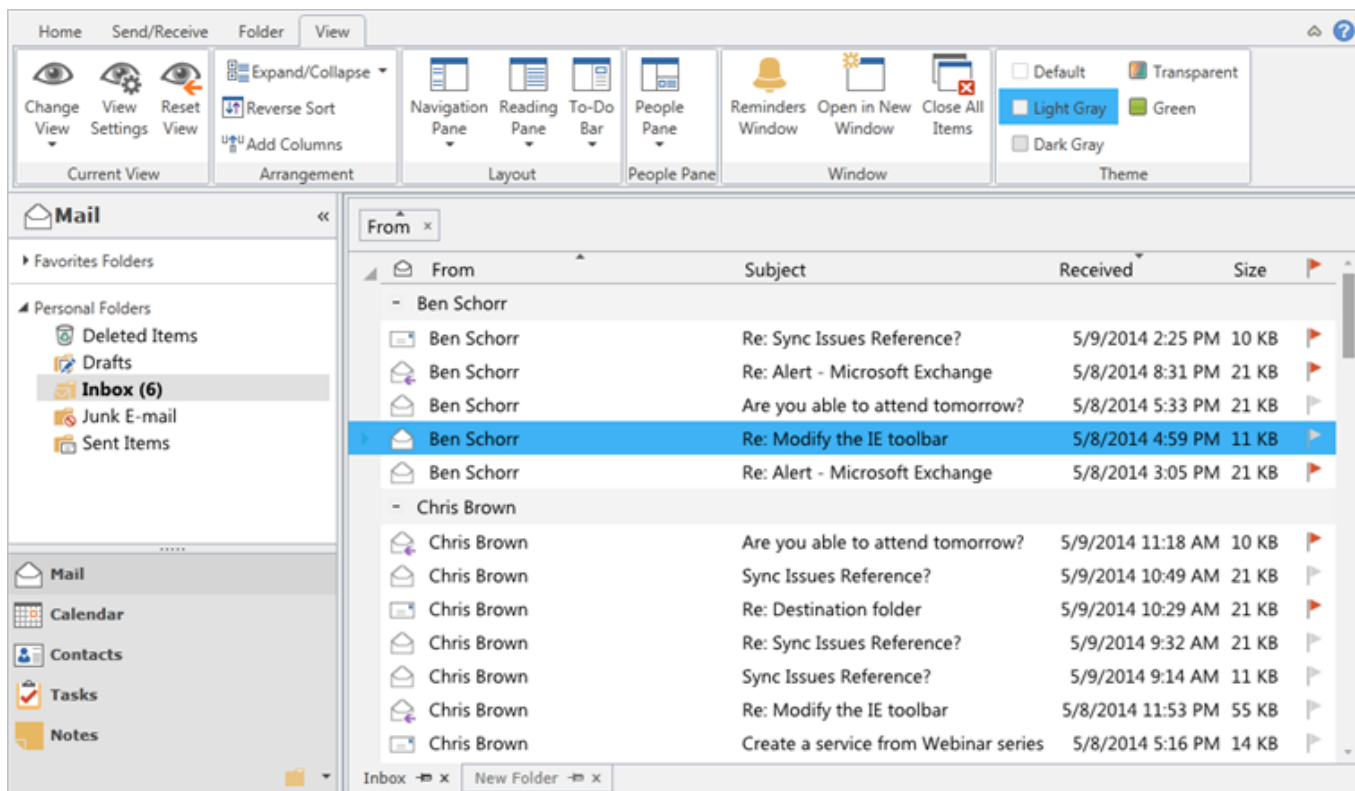 Home Send/Receive Folder View
Expand/Collapse Default Transparent
Change View Reset Reverse Sort Navigation Reading To-Do People Reminders Open in New Close All Light Gray Green
View Settings View Pane Pane Bar Pane Window Window Items
Add Columns Dark Gray
Current View Arrangement Layout People Pane Window Theme
Mail
Favorites Folders
Personal Folders
Deleted Items
Drafts
Inbox (6)
Junk E-mail
Sent Items
Mail
Calendar
Contacts
Tasks
Notes
From
From Subject Received Size
Ben Schorr
Ben Schorr Re: Sync Issues Reference? 5/9/2014 2:25 PM 10 KB
Ben Schorr Re: Alert - Microsoft Exchange 5/8/2014 8:31 PM 21 KB
Ben Schorr Are you able to attend tomorrow? 5/8/2014 5:33 PM 21 KB
Ben Schorr Re: Modify the IE toolbar 5/8/2014 4:59 PM 11 KB
Ben Schorr Re: Alert - Microsoft Exchange 5/8/2014 3:05 PM 21 KB
Chris Brown
Chris Brown Are you able to attend tomorrow? 5/9/2014 11:18 AM 10 KB
Chris Brown Sync Issues Reference? 5/9/2014 10:49 AM 21 KB
Chris Brown Re: Destination folder 5/9/2014 10:29 AM 21 KB
Chris Brown Re: Sync Issues Reference? 5/9/2014 9:32 AM 21 KB
Chris Brown Sync Issues Reference? 5/9/2014 9:14 AM 11 KB
Chris Brown Re: Modify the IE toolbar 5/8/2014 11:53 PM 55 KB
Chris Brown Create a service from Webinar series 5/8/2014 5:16 PM 14 KB
Inbox New Folder